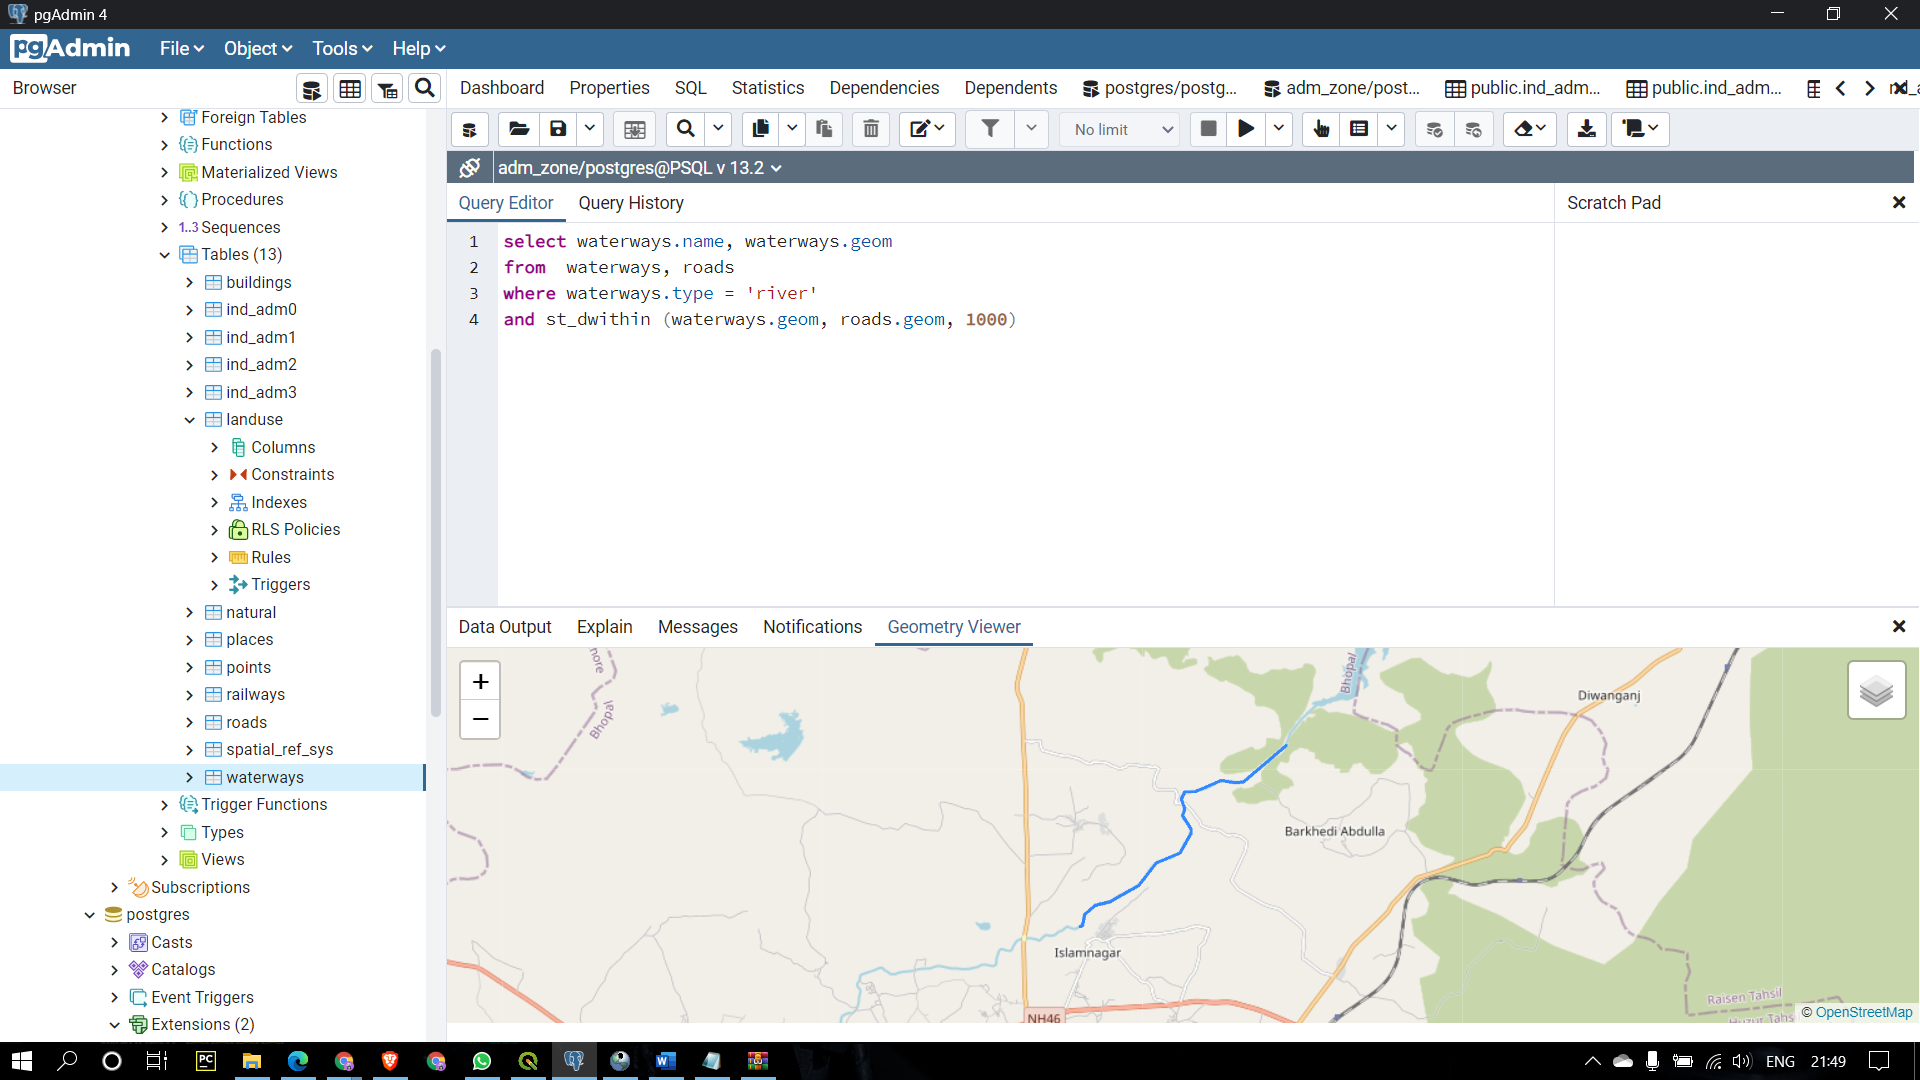 pgAdmin 4
pgAdmin File Object Tools Help
Browser
Dashboard Properties SQL Statistics Dependencies Dependents postgres/postg... adm_zone/post... public.ind_adm... public.ind_adm...
No limit
adm_zone/postgres@PSQL v 13.2
Query Editor Query History
Scratch Pad
1 select waterways.name, waterways.geom
2 from  waterways, roads
3 where waterways.type = 'river'
4 and st_dwithin (waterways.geom, roads.geom, 1000)
Foreign Tables
Functions
Materialized Views
Procedures
1..3 Sequences
Tables (13)
buildings
ind_adm0
ind_adm1
ind_adm2
ind_adm3
landuse
Columns
Constraints
Indexes
RLS Policies
Rules
Triggers
natural
places
points
railways
roads
spatial_ref_sys
waterways
Trigger Functions
Types
Views
Subscriptions
postgres
Casts
Catalogs
Event Triggers
Extensions (2)
Data Output Explain Messages Notifications Geometry Viewer
+
−
Bhopal
Bhopal
Diwanganj
Barkhedi Abdulla
Islamnagar
NH46
Raisen Tahsil
© OpenStreetMap
PC
W
ENG 21:49